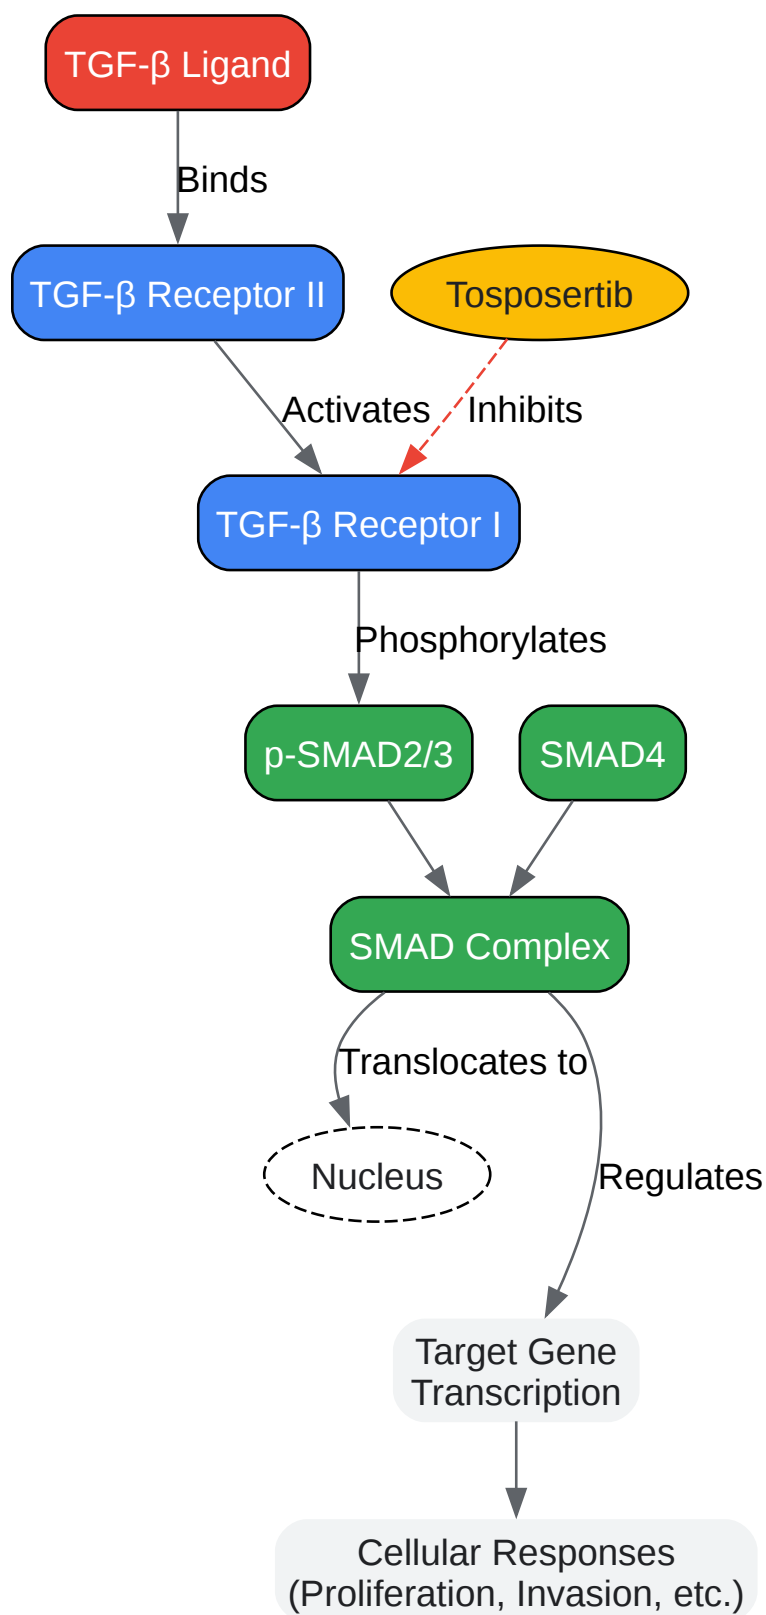 TGF-β Ligand
Binds
TGF-β Receptor II
Tosposertib
Activates
Inhibits
TGF-β Receptor I
Phosphorylates
p-SMAD2/3
SMAD4
SMAD Complex
Translocates to
Nucleus
Regulates
Target Gene
Transcription
Cellular Responses
(Proliferation, Invasion, etc.)